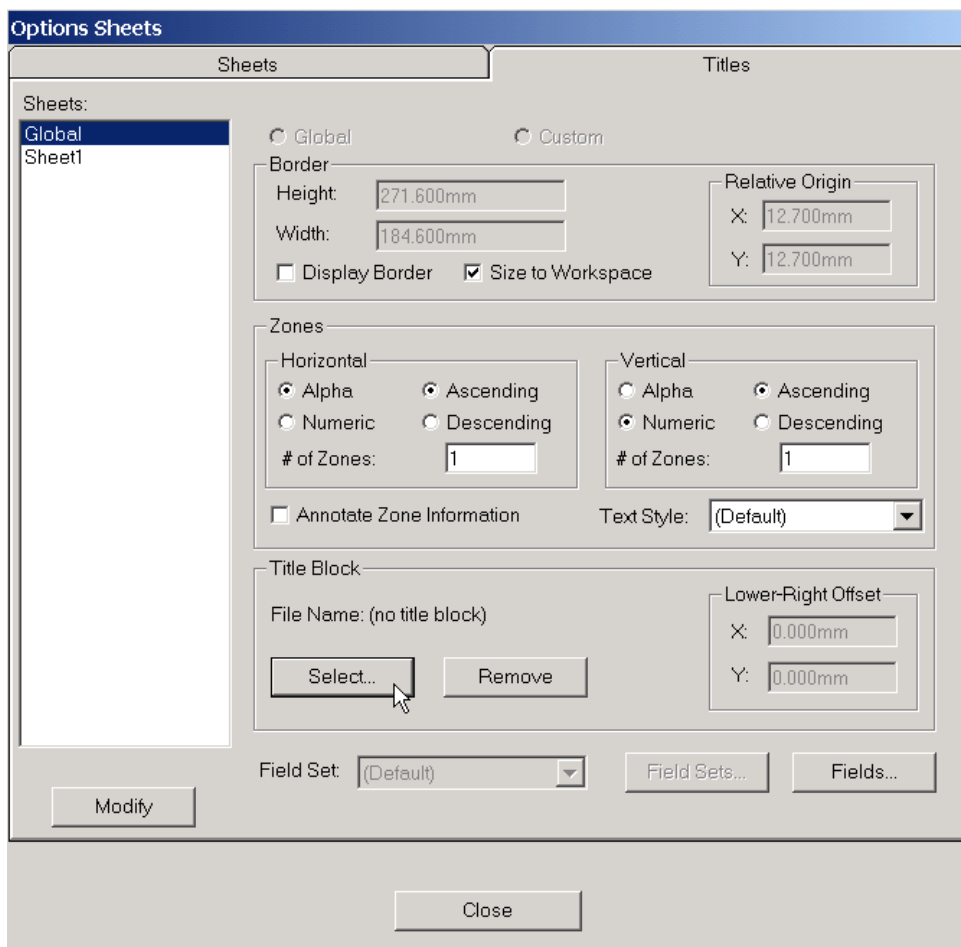 Options Sheets
Sheets Titles
Sheets:
Global
Sheet1
Global Custom
Border
Height: 271.600mm
Width: 184.600mm
Display Border Size to Workspace
Relative Origin
X: 12.700mm
Y: 12.700mm
Zones
Horizontal
Alpha Ascending
Numeric Descending
# of Zones: 1
Vertical
Alpha Ascending
Numeric Descending
# of Zones: 1
Annotate Zone Information Text Style: (Default)
Title Block
File Name: (no title block)
Select... Remove
Lower-Right Offset
X: 0.000mm
Y: 0.000mm
Field Set: (Default) Field Sets... Fields...
Modify
Close